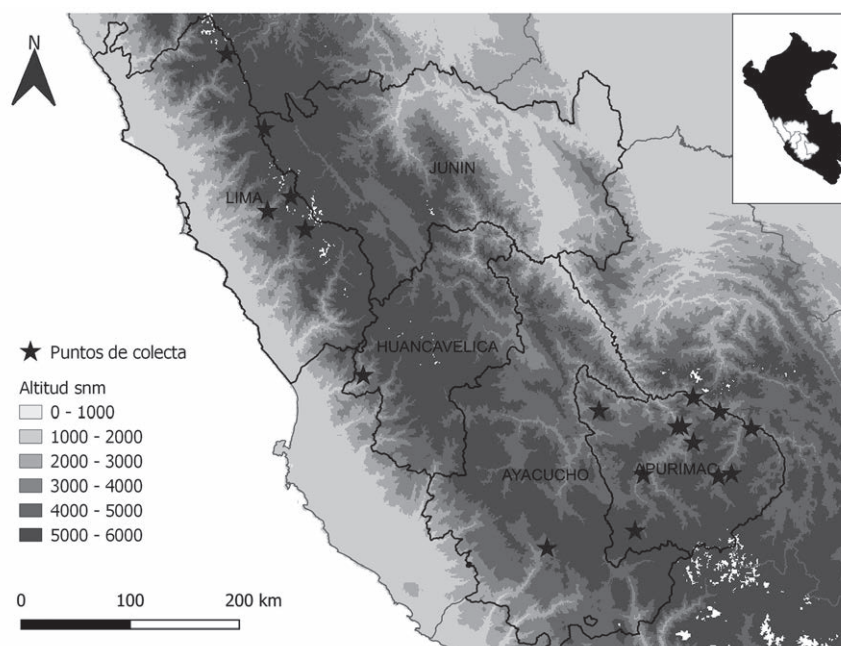 N
JUNIN
LIMA
HUANCAVELICA
AYACUCHO
APURIMAC
Puntos de colecta
Altitud snm
0 - 1000
1000 - 2000
2000 - 3000
3000 - 4000
4000 - 5000
5000 - 6000
0 100 200 km